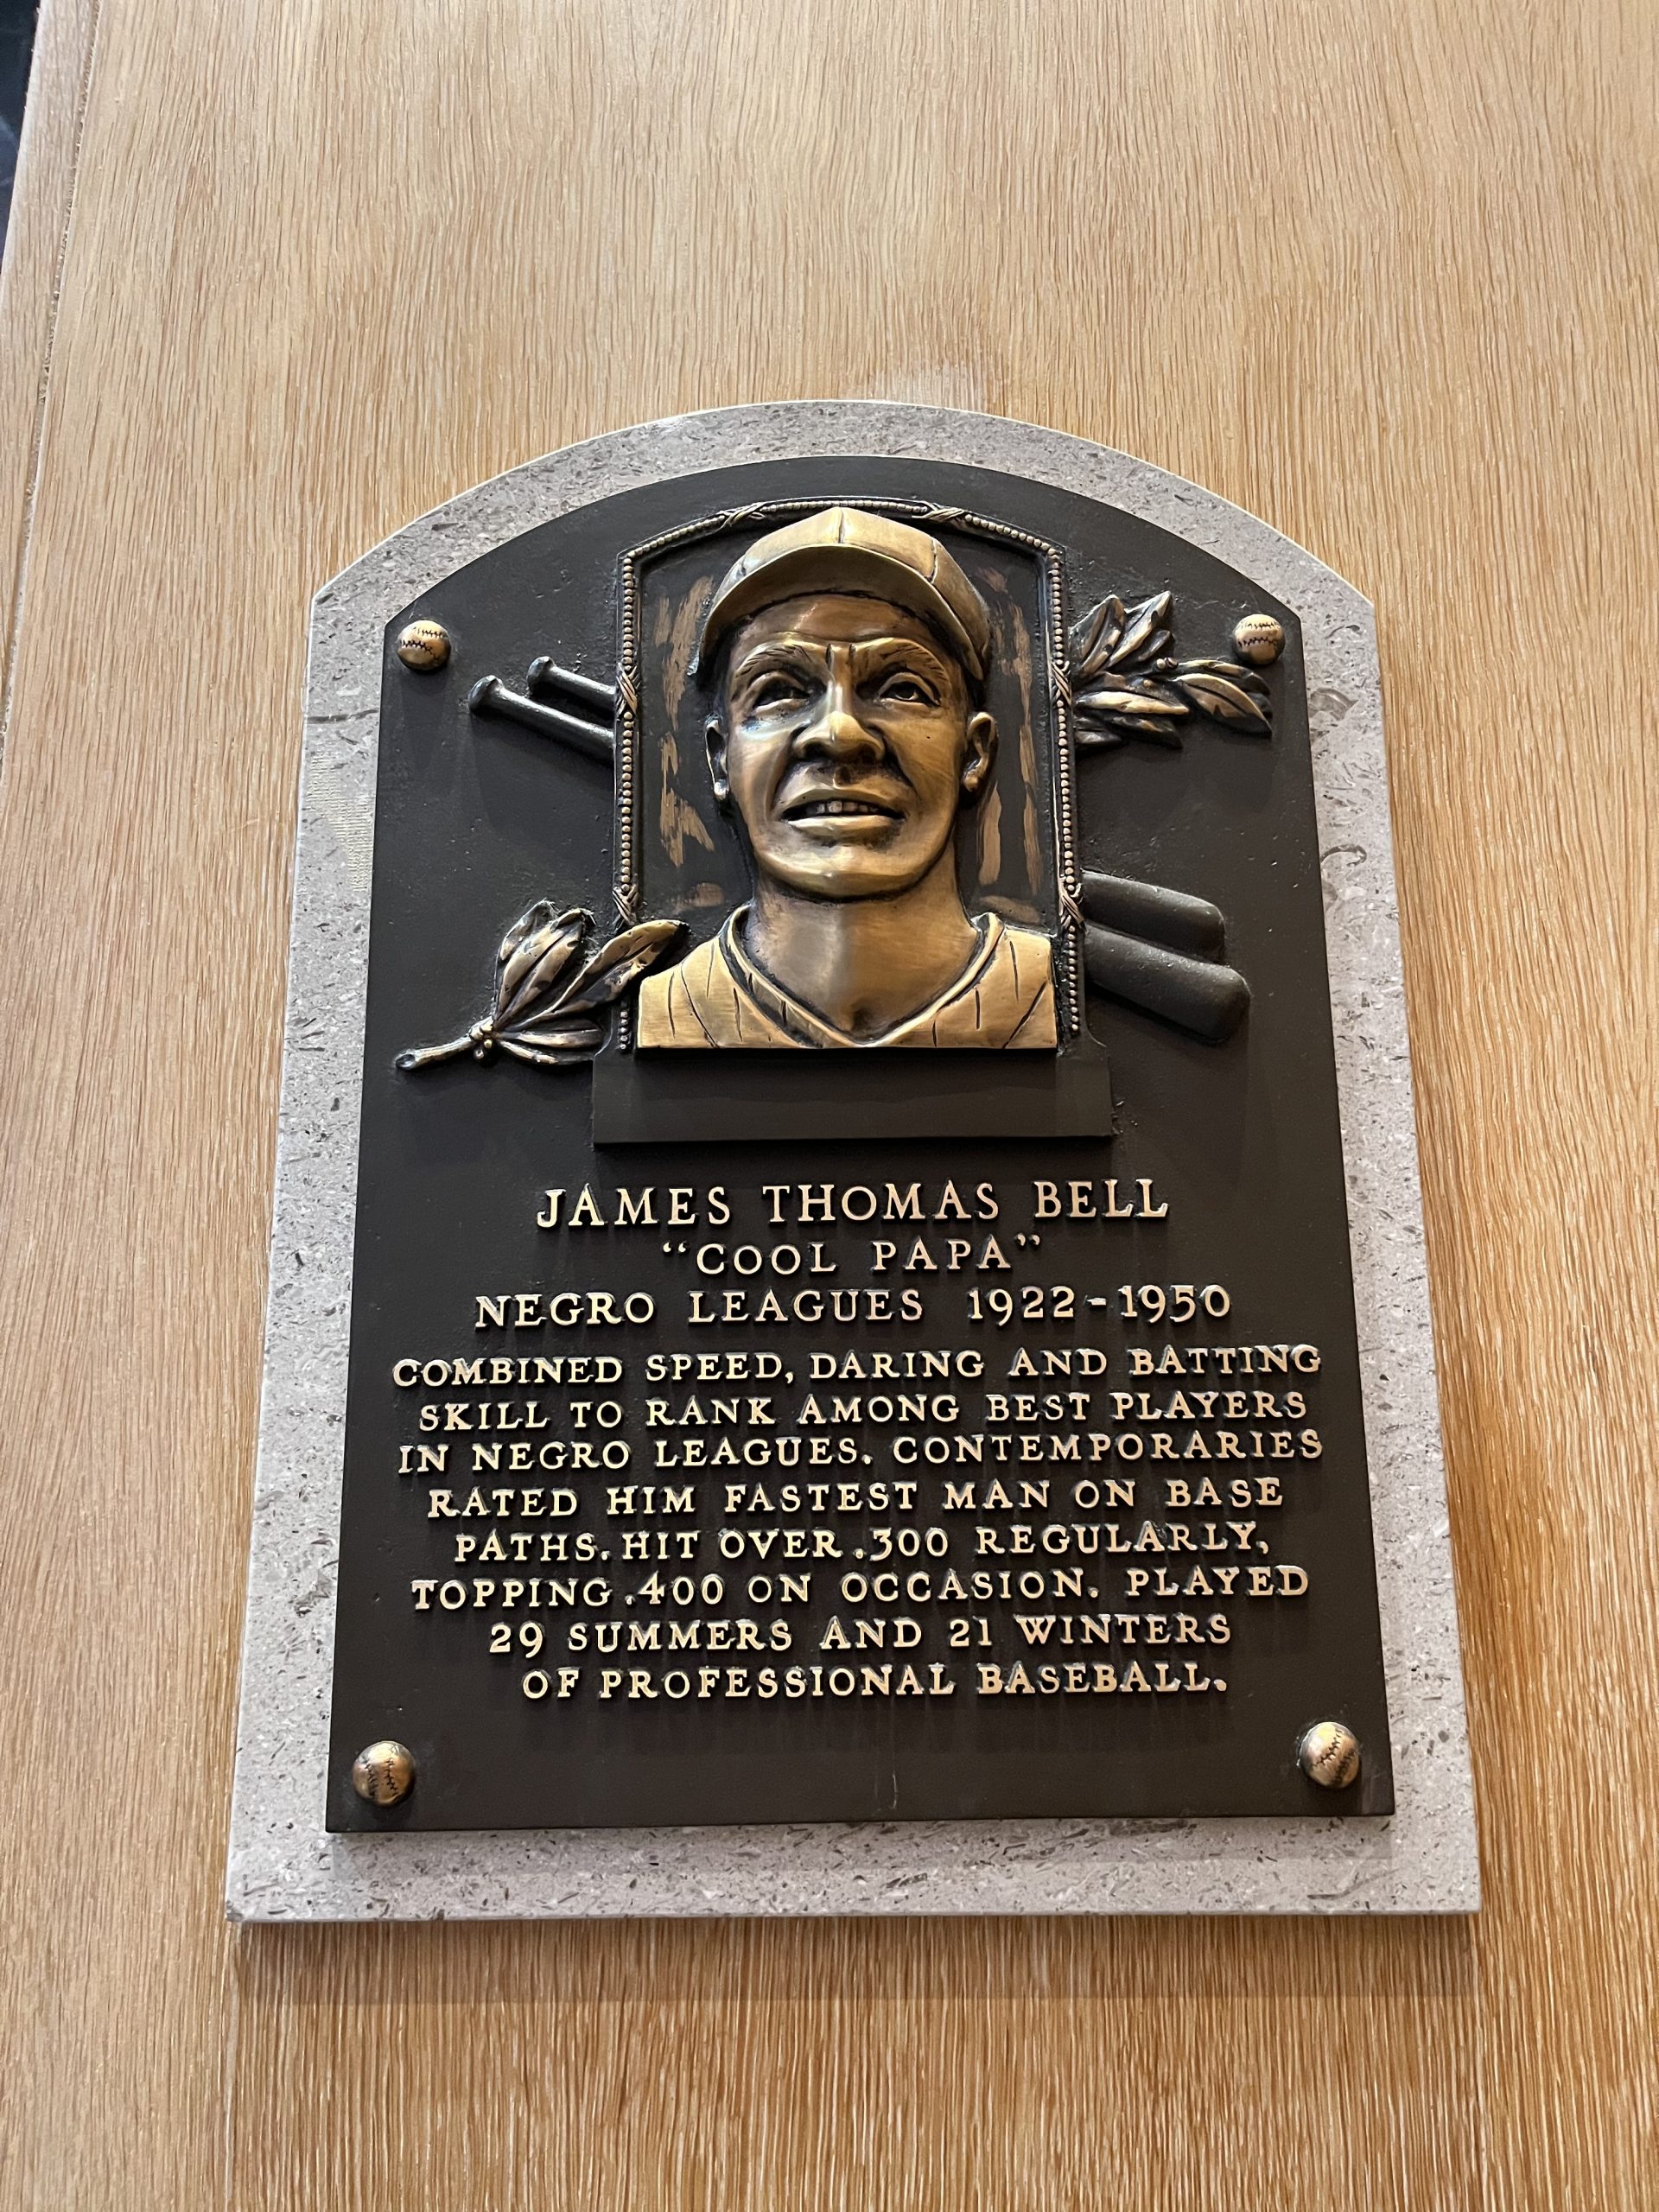 JAMES THOMAS BELL
“COOL PAPA”
NEGRO LEAGUES 1922-1950
COMBINED SPEED, DARING AND BATTING
SKILL TO RANK AMONG BEST PLAYERS
IN NEGRO LEAGUES. CONTEMPORARIES
RATED HIM FASTEST MAN ON BASE
PATHS. HIT OVER .300 REGULARLY,
TOPPING .400 ON OCCASION. PLAYED
29 SUMMERS AND 21 WINTERS
OF PROFESSIONAL BASEBALL.